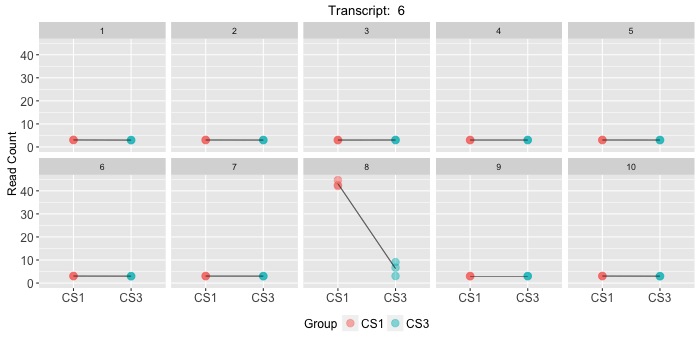 Transcript: 6
1 2 3 4 5
40
30
20
10
0
Read Count
6 7 8 9 10
40
30
20
10
0
CS1 CS3 CS1 CS3 CS1 CS3 CS1 CS3 CS1 CS3
Group CS1 CS3